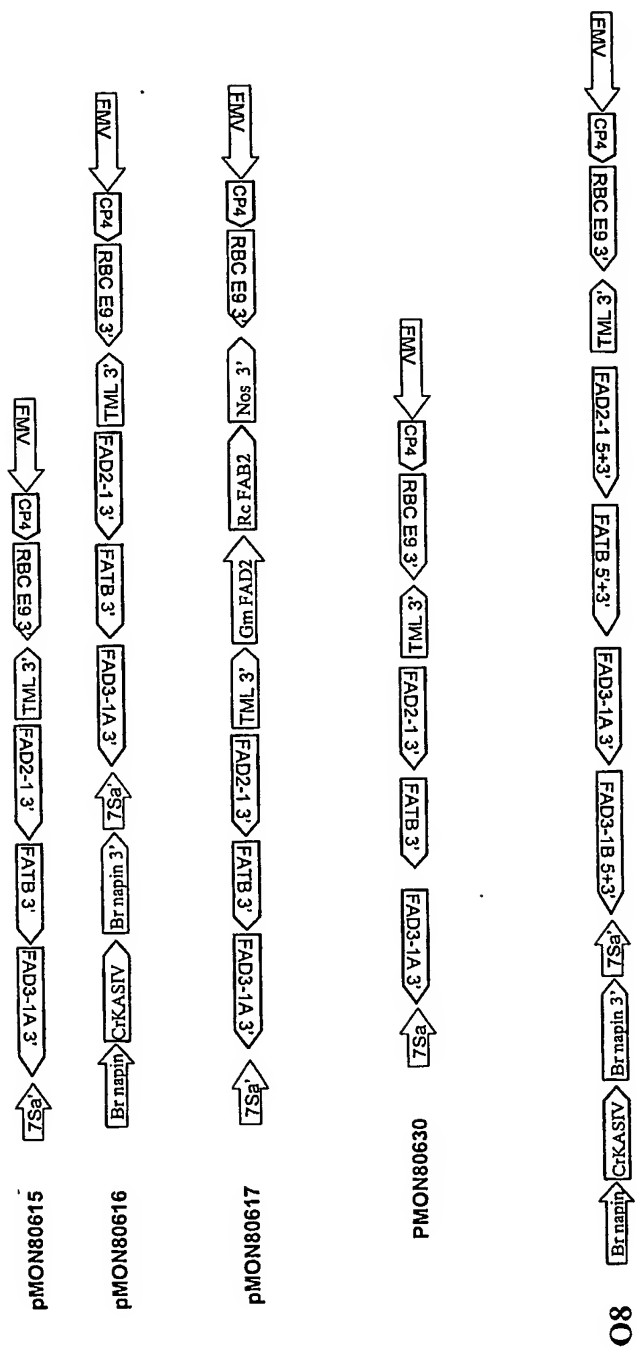 pMON80615
7Sa'
FAD3-1A 3'
FATB 3'
FAD2-1 3'
TML 3'
RBC E9 3'
CP4
FMV
pMON80616
Br napin
CrKASIV
Br napin 3'
7Sa'
FAD3-1A 3'
FATB 3'
FAD2-1 3'
TML 3'
RBC E9 3'
CP4
FMV
pMON80617
7Sa'
FAD3-1A 3'
FATB 3'
FAD2-1 3'
TML 3'
Gm FAD2
Rc FAB2
Nos 3'
RBC E9 3'
CP4
FMV
PMON80630
7Sa
FAD3-1A 3'
FATB 3'
FAD2-1 3'
TML 3'
RBC E9 3'
CP4
FMV
O8
Br napin
CrKASIV
Br napin 3'
7Sa'
FAD3-1B 5+3'
FAD3-1A 3'
FATB 5'+3'
FAD2-1 5+3'
TML 3'
RBC E9 3'
CP4
FMV